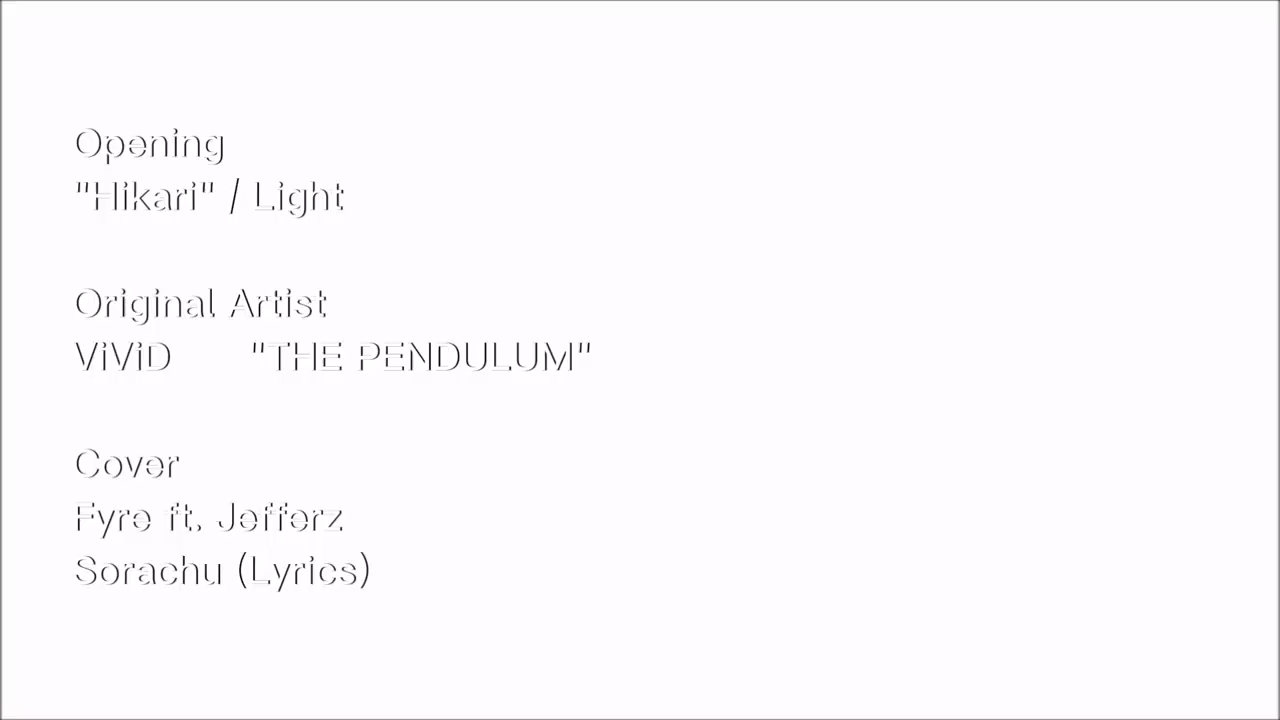 Opening
"Hikari" / Light
Original Artist
ViViD "THE PENDULUM"
Cover
Fyre ft. Jefferz
Sorachu (Lyrics)